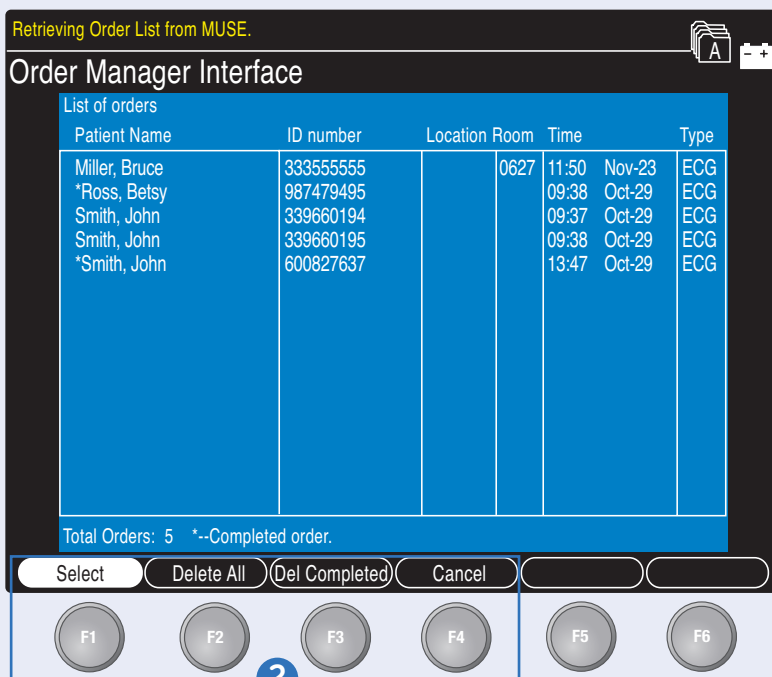 Retrieving Order List from MUSE.
A
- +
Order Manager Interface
List of orders
Patient Name ID number Location Room Time Type
Miller, Bruce 333555555 0627 11:50 Nov-23 ECG
*Ross, Betsy 987479495 09:38 Oct-29 ECG
Smith, John 339660194 09:37 Oct-29 ECG
Smith, John 339660195 09:38 Oct-29 ECG
*Smith, John 600827637 13:47 Oct-29 ECG
Total Orders: 5 *--Completed order.
Select Delete All Del Completed Cancel
F1 F2 F3 F4 F5 F6